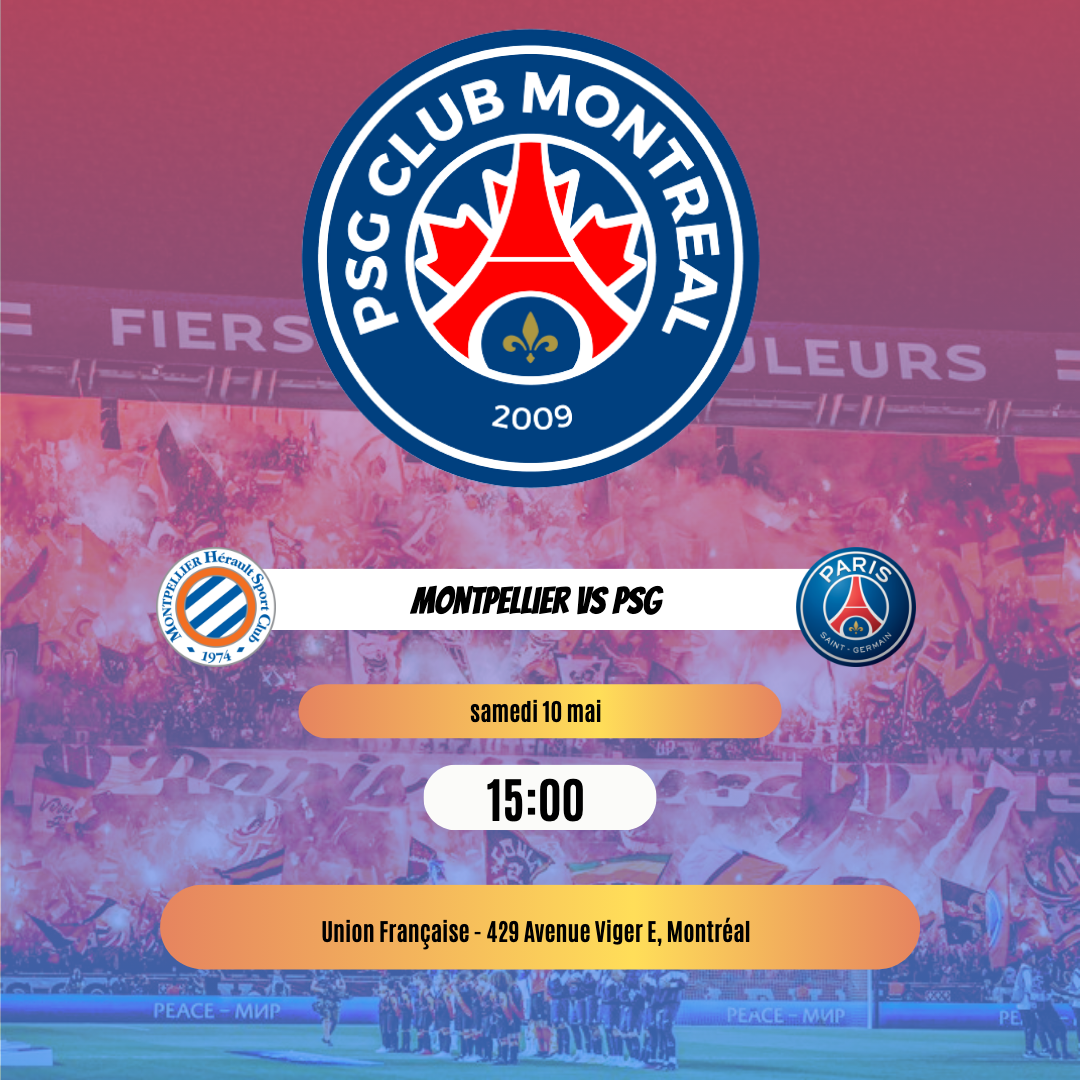 PSG CLUB MONTREAL
2009
FIERS
ULEURS
MONTPELLIER Hérault Sport Club
1974
MONTPELLIER VS PSG
PARIS
SAINT - GERMAIN
samedi 10 mai
15:00
Union Française - 429 Avenue Viger E, Montréal
PEACE – МИР
PEACE – МИР